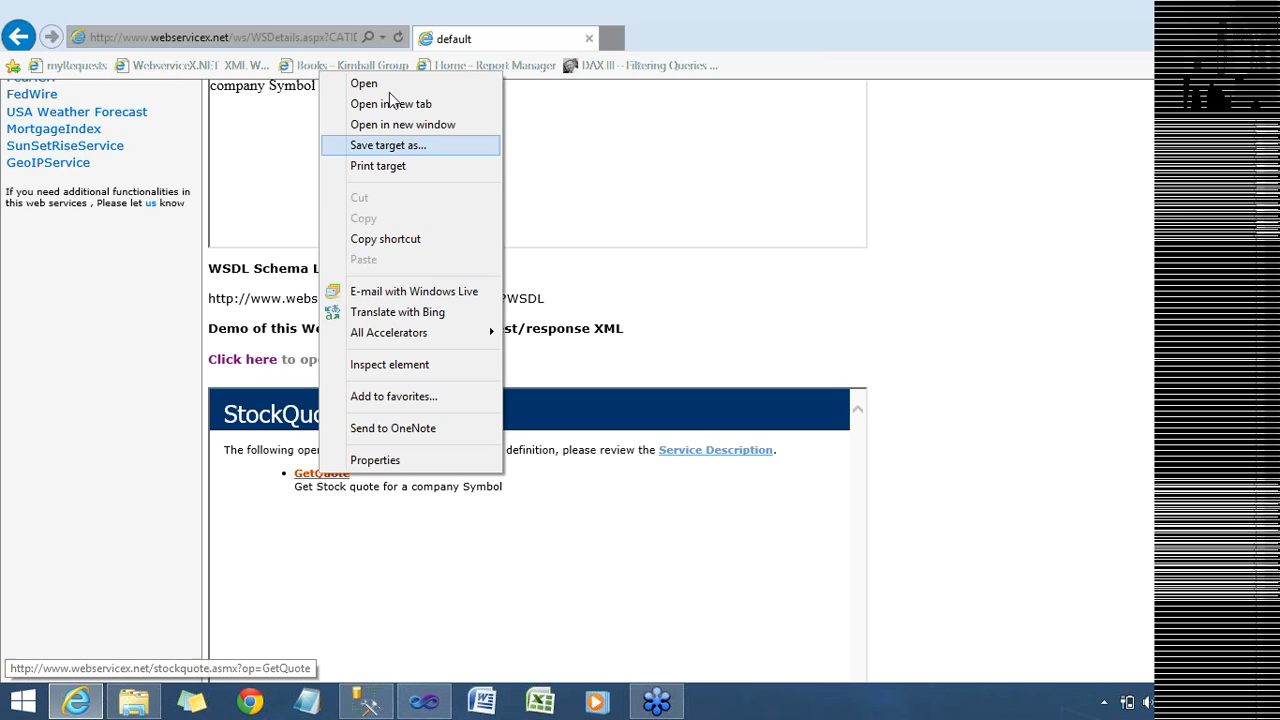 http://www.webservicex.net/ws/WSDetails.aspx?CATID
default
myRequests
WebserviceX.NET XML W...
Books - Kimball Group
Home - Report Manager
DAX II -- Filtering Queries ...
company Symbol
FedWire
USA Weather Forecast
MortgageIndex
SunSetRiseService
GeoIPService
If you need additional functionalities in
this web services , Please let us know
Open
Open in new tab
Open in new window
Save target as...
Print target
Cut
Copy
Copy shortcut
Paste
E-mail with Windows Live
Translate with Bing
All Accelerators
Inspect element
Add to favorites...
Send to OneNote
Properties
WSDL Schema L
http://www.webs
WSDL
Demo of this We
st/response XML
Click here to op
StockQuo
The following oper
definition, please review the Service Description.
GetQuote
Get Stock quote for a company Symbol
http://www.webservicex.net/stockquote.asmx?op=GetQuote